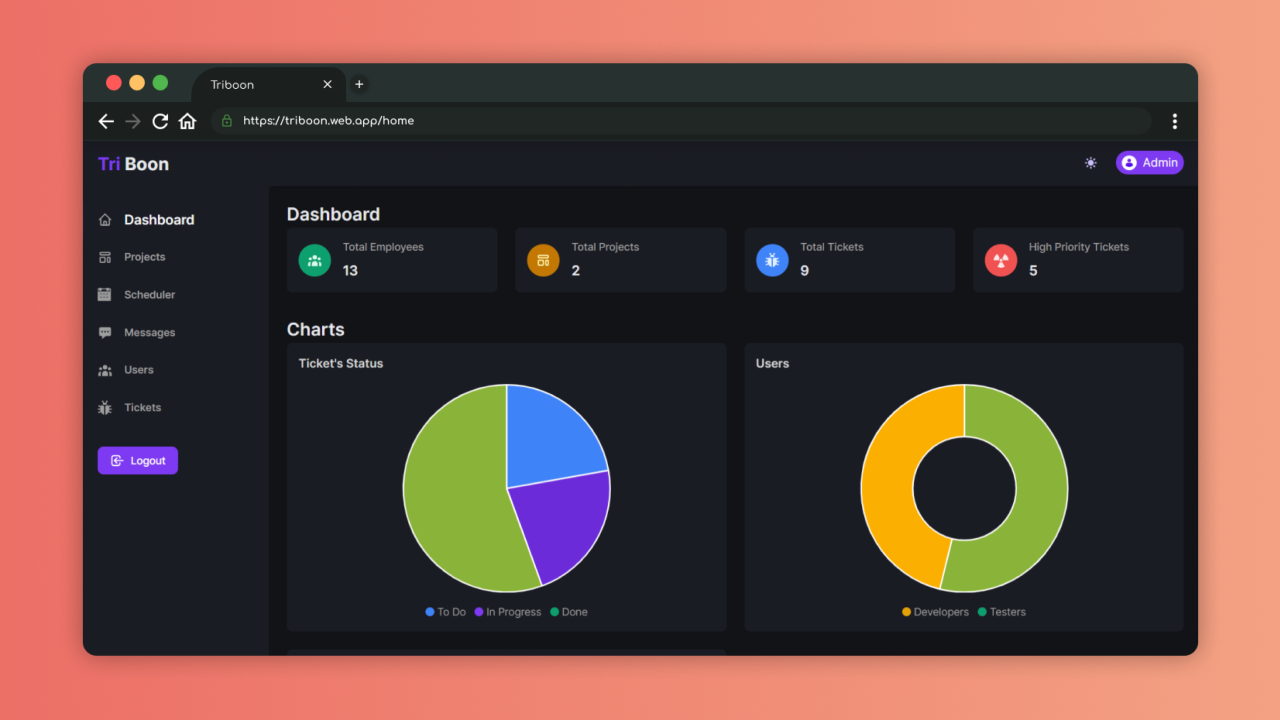 Triboon
https://triboon.web.app/home
Tri Boon
Admin
Dashboard
Projects
Scheduler
Messages
Users
Tickets
Logout
Dashboard
Total Employees
13
Total Projects
2
Total Tickets
9
High Priority Tickets
5
Charts
Ticket's Status
To Do In Progress Done
Users
Developers Testers